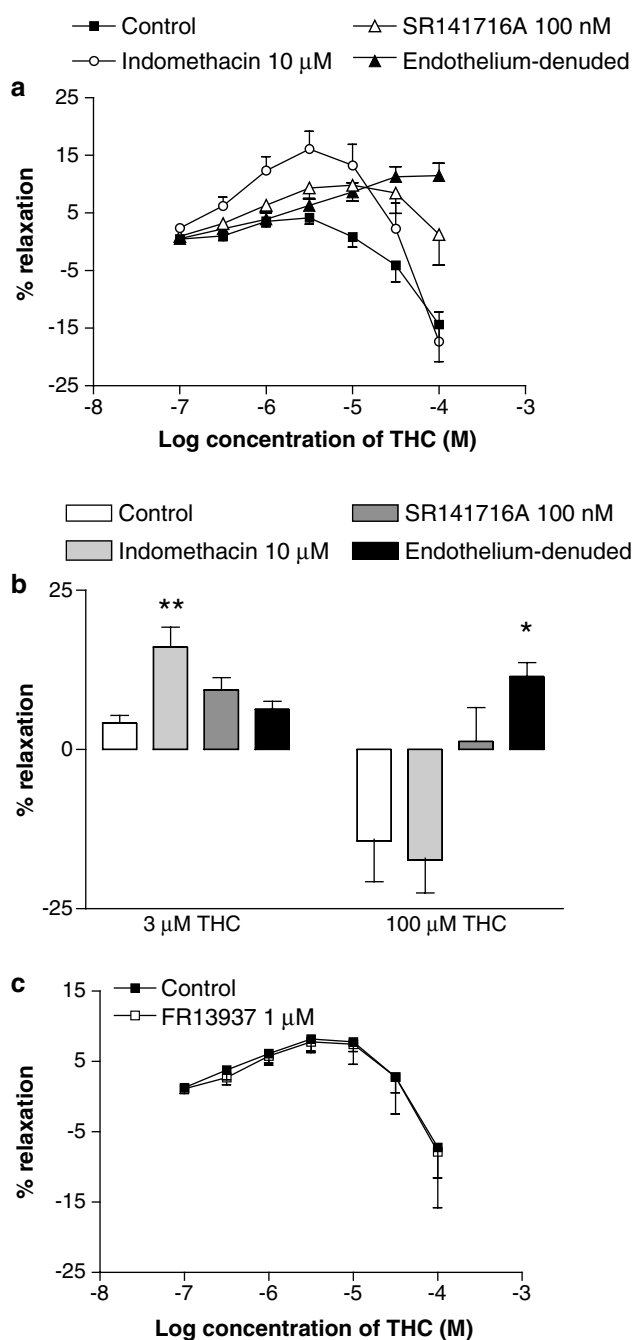 Control
SR141716A 100 nM
Indomethacin 10 μM
Endothelium-denuded
a
25
15
5
-5
-15
-25
% relaxation
-8 -7 -6 -5 -4 -3
Log concentration of THC (M)
Control
SR141716A 100 nM
Indomethacin 10 μM
Endothelium-denuded
b
25
0
-25
% relaxation
**
*
3 μM THC
100 μM THC
c
Control
FR13937 1 μM
15
5
-5
-15
-25
% relaxation
-8 -7 -6 -5 -4 -3
Log concentration of THC (M)